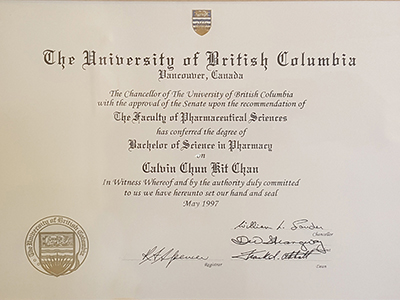 The University of British Columbia
Vancouver, Canada
The Chancellor of The University of British Columbia
with the approval of the Senate upon the recommendation of
The Faculty of Pharmaceutical Sciences
has conferred the degree of
Bachelor of Science in Pharmacy
on
Calvin Chun Kit Chan
In Witness Whereof and by the authority duly committed
to us we have hereunto set our hand and seal
May 1997
Chancellor
Registrar
Dean